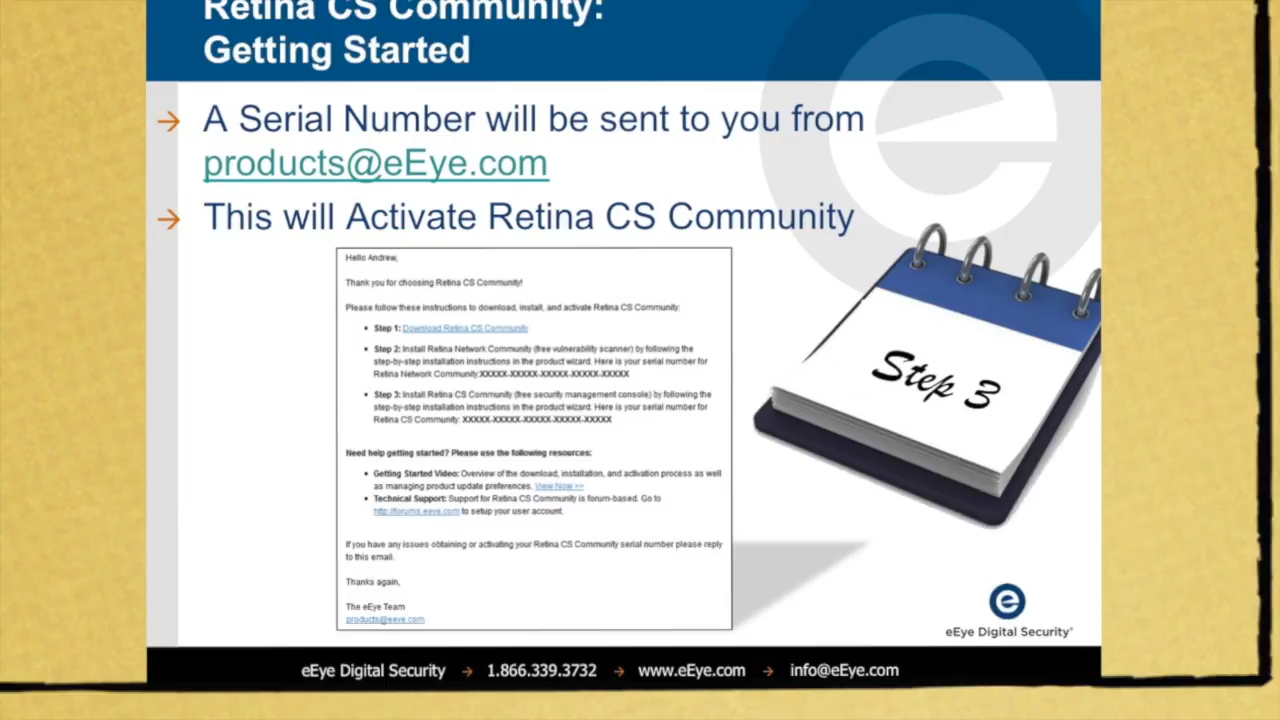 Retina CS Community:
Getting Started
→ A Serial Number will be sent to you from
products@eEye.com
→ This will Activate Retina CS Community
Hello Andrew,
Thank you for choosing Retina CS Community!
Please follow these instructions to download, install, and activate Retina CS Community:
• Step 1: Download Retina CS Community
• Step 2: Install Retina Network Community (free vulnerability scanner) by following the
step-by-step installation instructions in the product wizard. Here is your serial number for
Retina Network Community:XXXXX-XXXXX-XXXXX-XXXXX-XXXXX
• Step 3: Install Retina CS Community (free security management console) by following the
step-by-step installation instructions in the product wizard. Here is your serial number for
Retina CS Community: XXXXX-XXXXX-XXXXX-XXXXX-XXXXX
Need help getting started? Please use the following resources:
• Getting Started Video: Overview of the download, installation, and activation process as well
as managing product update preferences. View Now >>
• Technical Support: Support for Retina CS Community is forum-based. Go to
http://forums.eeye.com to setup your user account.
If you have any issues obtaining or activating your Retina CS Community serial number please reply
to this email.
Thanks again,
The eEye Team
products@eeye.com
Step 3
e
eEye Digital Security
eEye Digital Security → 1.866.339.3732 → www.eEye.com → info@eEye.com